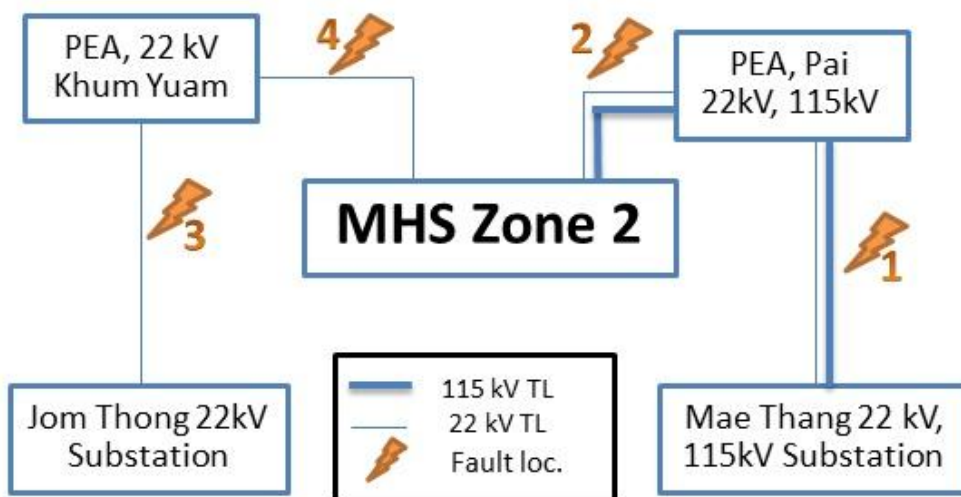 PEA, 22 kV
Khum Yuam
4
2
PEA, Pai
22kV, 115kV
MHS Zone 2
3
1
Jom Thong 22kV
Substation
115 kV TL
22 kV TL
Fault loc.
Mae Thang 22 kV,
115kV Substation